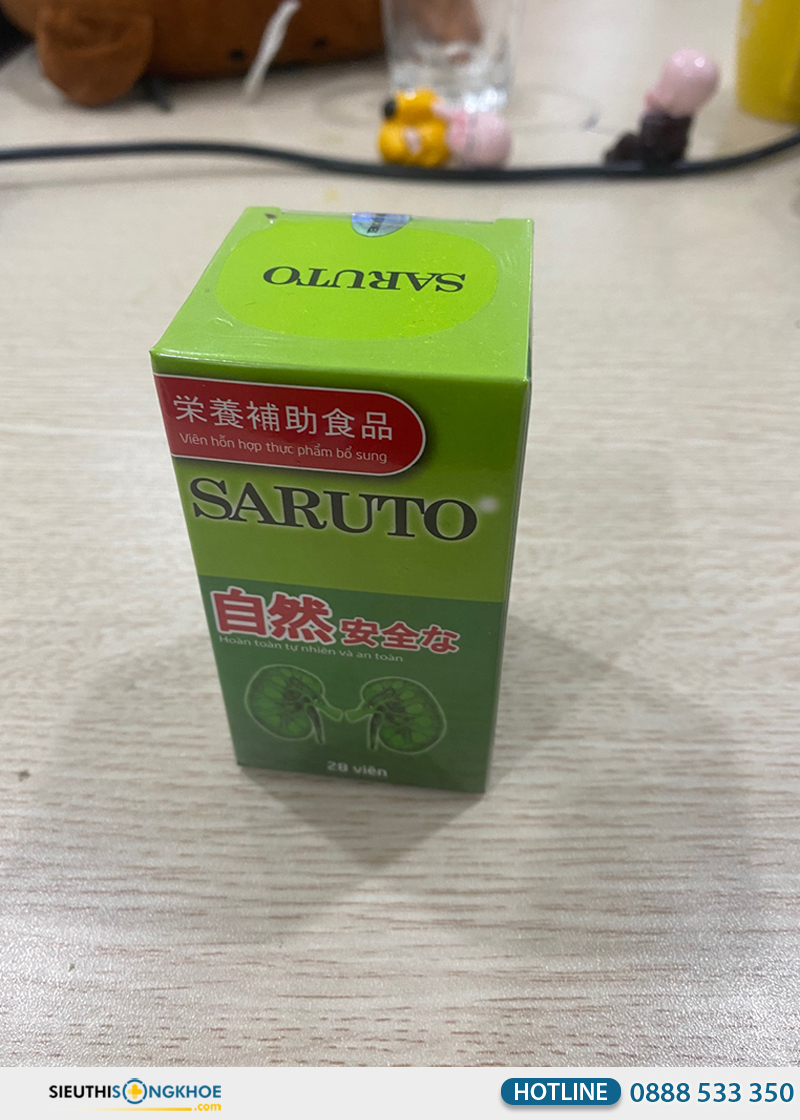 SARUTO
栄養補助食品
Viên hỗn hợp thực phẩm bổ sung
SARUTO
自然 安全な
Hoàn toàn tự nhiên và an toàn
28 viên
SIEUTHISONGKHOE
.com
HOTLINE 0888 533 350